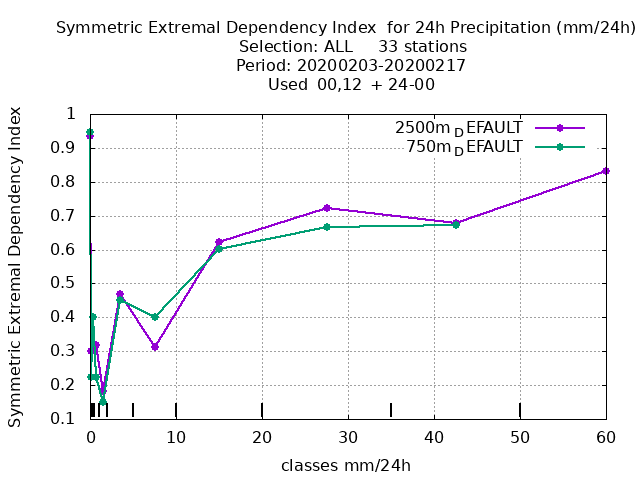 Symmetric Extremal Dependency Index  for 24h Precipitation (mm/24h)
Selection: ALL     33 stations
Period: 20200203-20200217
Used  00,12  + 24-00
2500m_DEFAULT
750m_DEFAULT
Symmetric Extremal Dependency Index
1
0.9
0.8
0.7
0.6
0.5
0.4
0.3
0.2
0.1
0 10 20 30 40 50 60
classes mm/24h